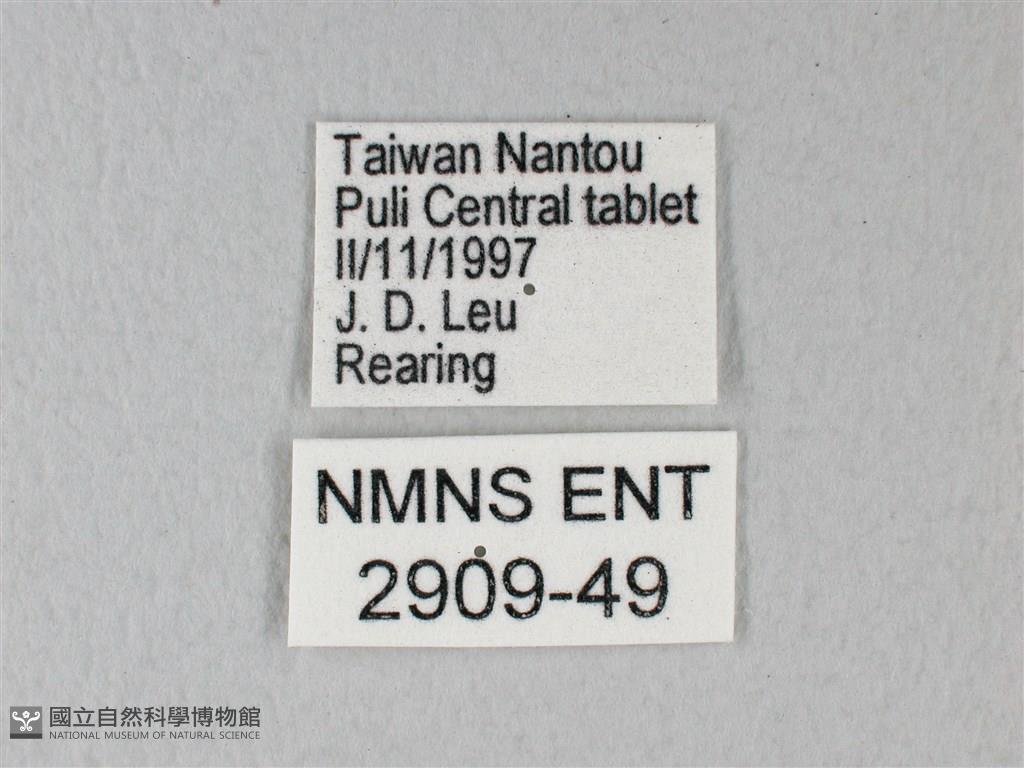 Taiwan Nantou
Puli Central tablet
II/11/1997
J. D. Leu
Rearing
NMNS ENT
2909-49
國立自然科學博物館
NATIONAL MUSEUM OF NATURAL SCIENCE